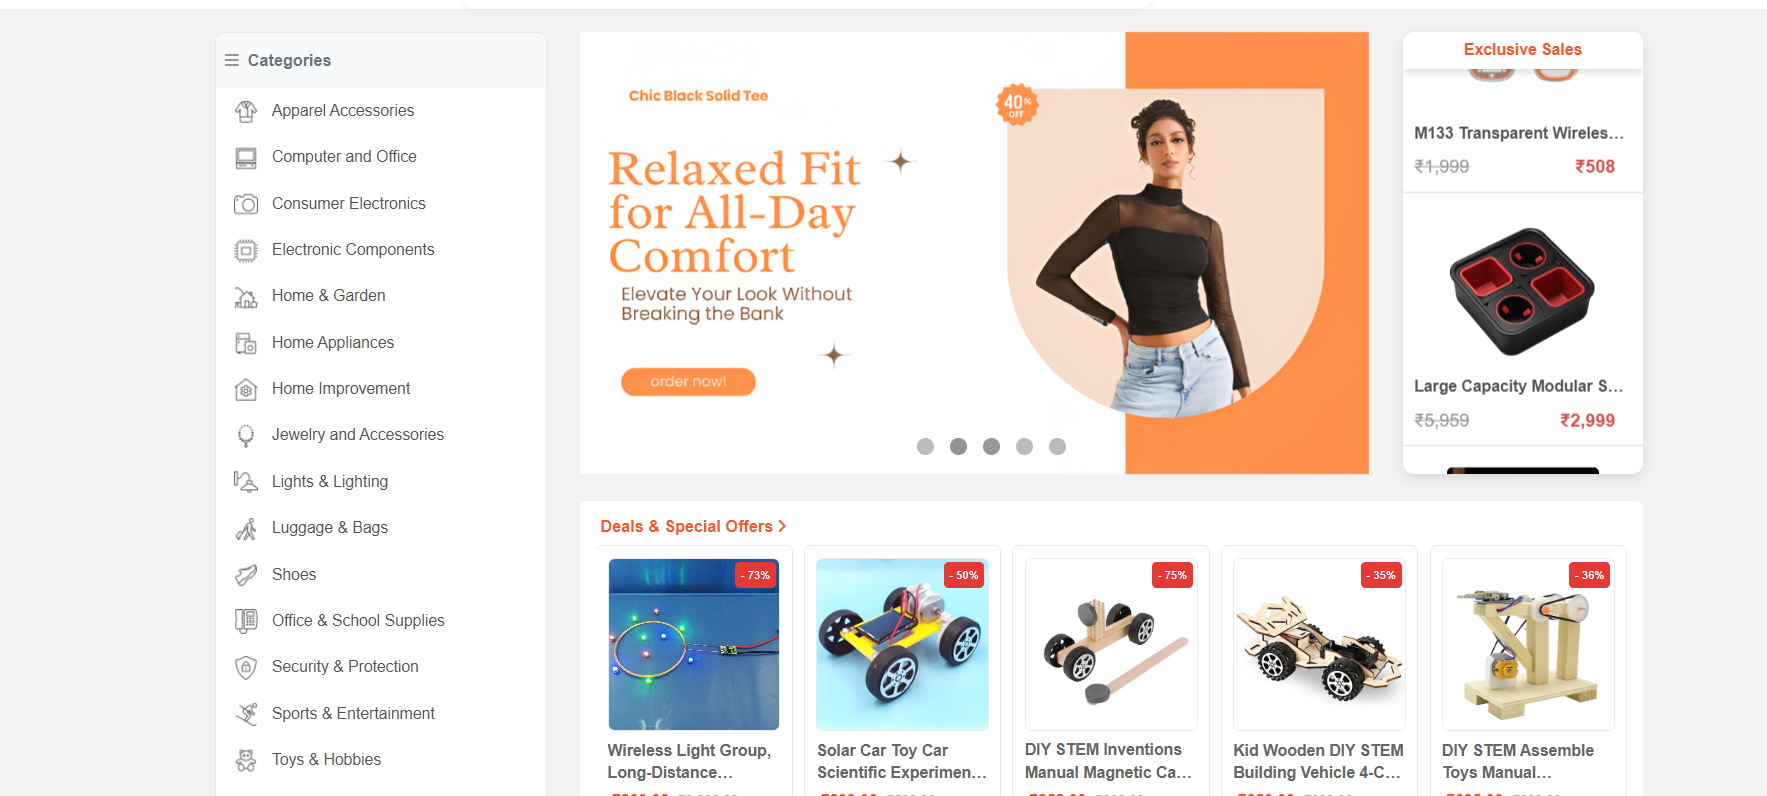 Categories
Apparel Accessories
Computer and Office
Consumer Electronics
Electronic Components
Home & Garden
Home Appliances
Home Improvement
Jewelry and Accessories
Lights & Lighting
Luggage & Bags
Shoes
Office & School Supplies
Security & Protection
Sports & Entertainment
Toys & Hobbies
Chic Black Solid Tee
40%
OFF
Relaxed Fit
for All-Day
Comfort
Elevate Your Look Without
Breaking the Bank
order now!
Exclusive Sales
M133 Transparent Wireles...
₹1,999 ₹508
Large Capacity Modular S...
₹5,959 ₹2,999
Deals & Special Offers
- 73%
Wireless Light Group,
Long-Distance...
- 50%
Solar Car Toy Car
Scientific Experimen...
- 75%
DIY STEM Inventions
Manual Magnetic Ca...
- 35%
Kid Wooden DIY STEM
Building Vehicle 4-C...
- 36%
DIY STEM Assemble
Toys Manual...